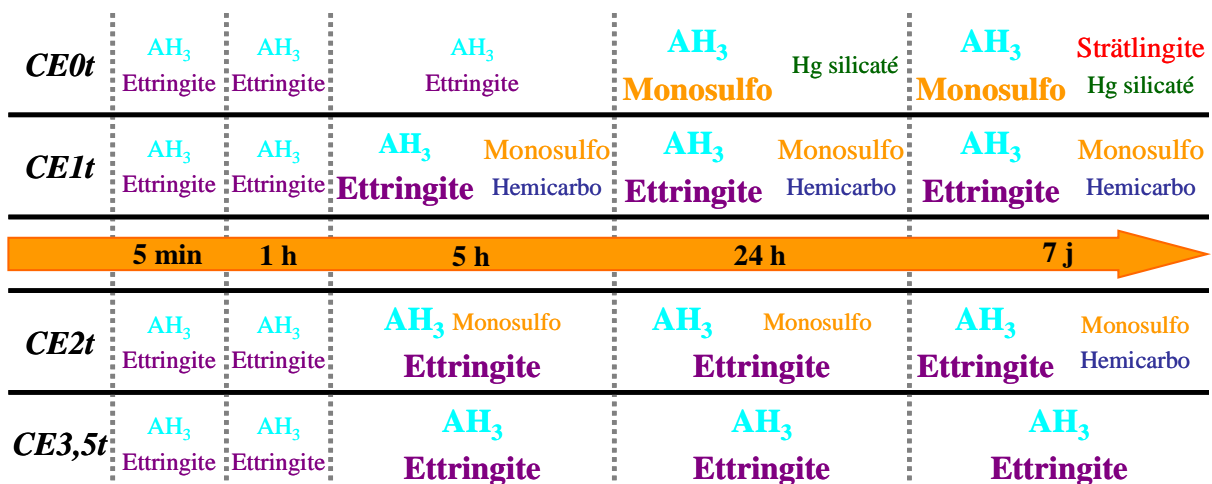 CE0t AH3 Ettringite AH3 Ettringite AH3 Ettringite AH3 Monosulfo Hg silicaté AH3 Monosulfo Strätlingite Hg silicaté
CE1t AH3 Ettringite AH3 Ettringite AH3 Ettringite Monosulfo Hemicarbo AH3 Ettringite Monosulfo Hemicarbo AH3 Ettringite Monosulfo Hemicarbo
5 min 1 h 5 h 24 h 7 j
CE2t AH3 Ettringite AH3 Ettringite AH3 Monosulfo Ettringite AH3 Monosulfo Ettringite AH3 Ettringite Monosulfo Hemicarbo
CE3,5t AH3 Ettringite AH3 Ettringite AH3 Ettringite AH3 Ettringite AH3 Ettringite